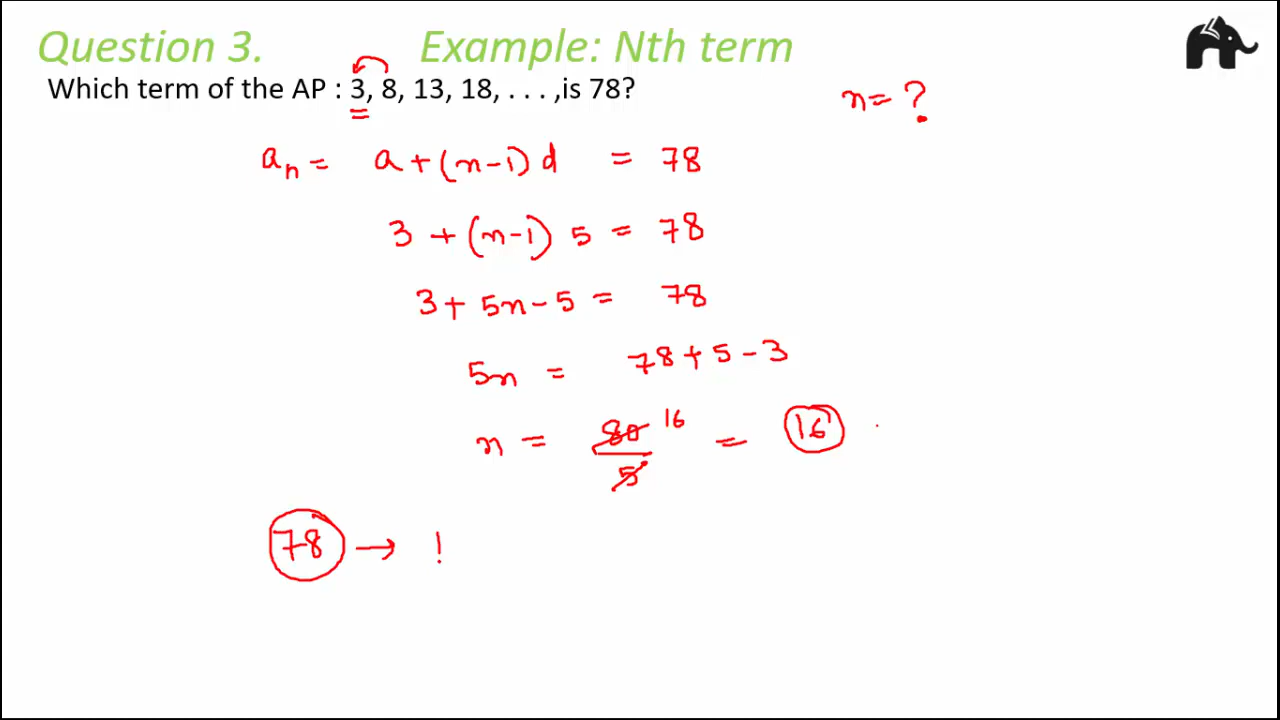 Question 3. Example: Nth term
Which term of the AP : 3, 8, 13, 18, . . . ,is 78?
n = ?
an = a + (n-1) d = 78
3 + (n-1) 5 = 78
3 + 5n - 5 = 78
5n = 78 + 5 - 3
n = 80/5 16 = 16
78 → !